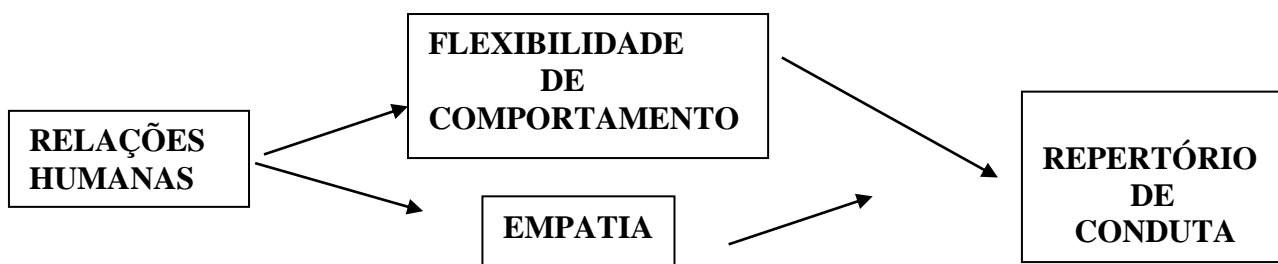 RELAÇÕES
HUMANAS
FLEXIBILIDADE
DE
COMPORTAMENTO
EMPATIA
REPERTÓRIO
DE
CONDUTA